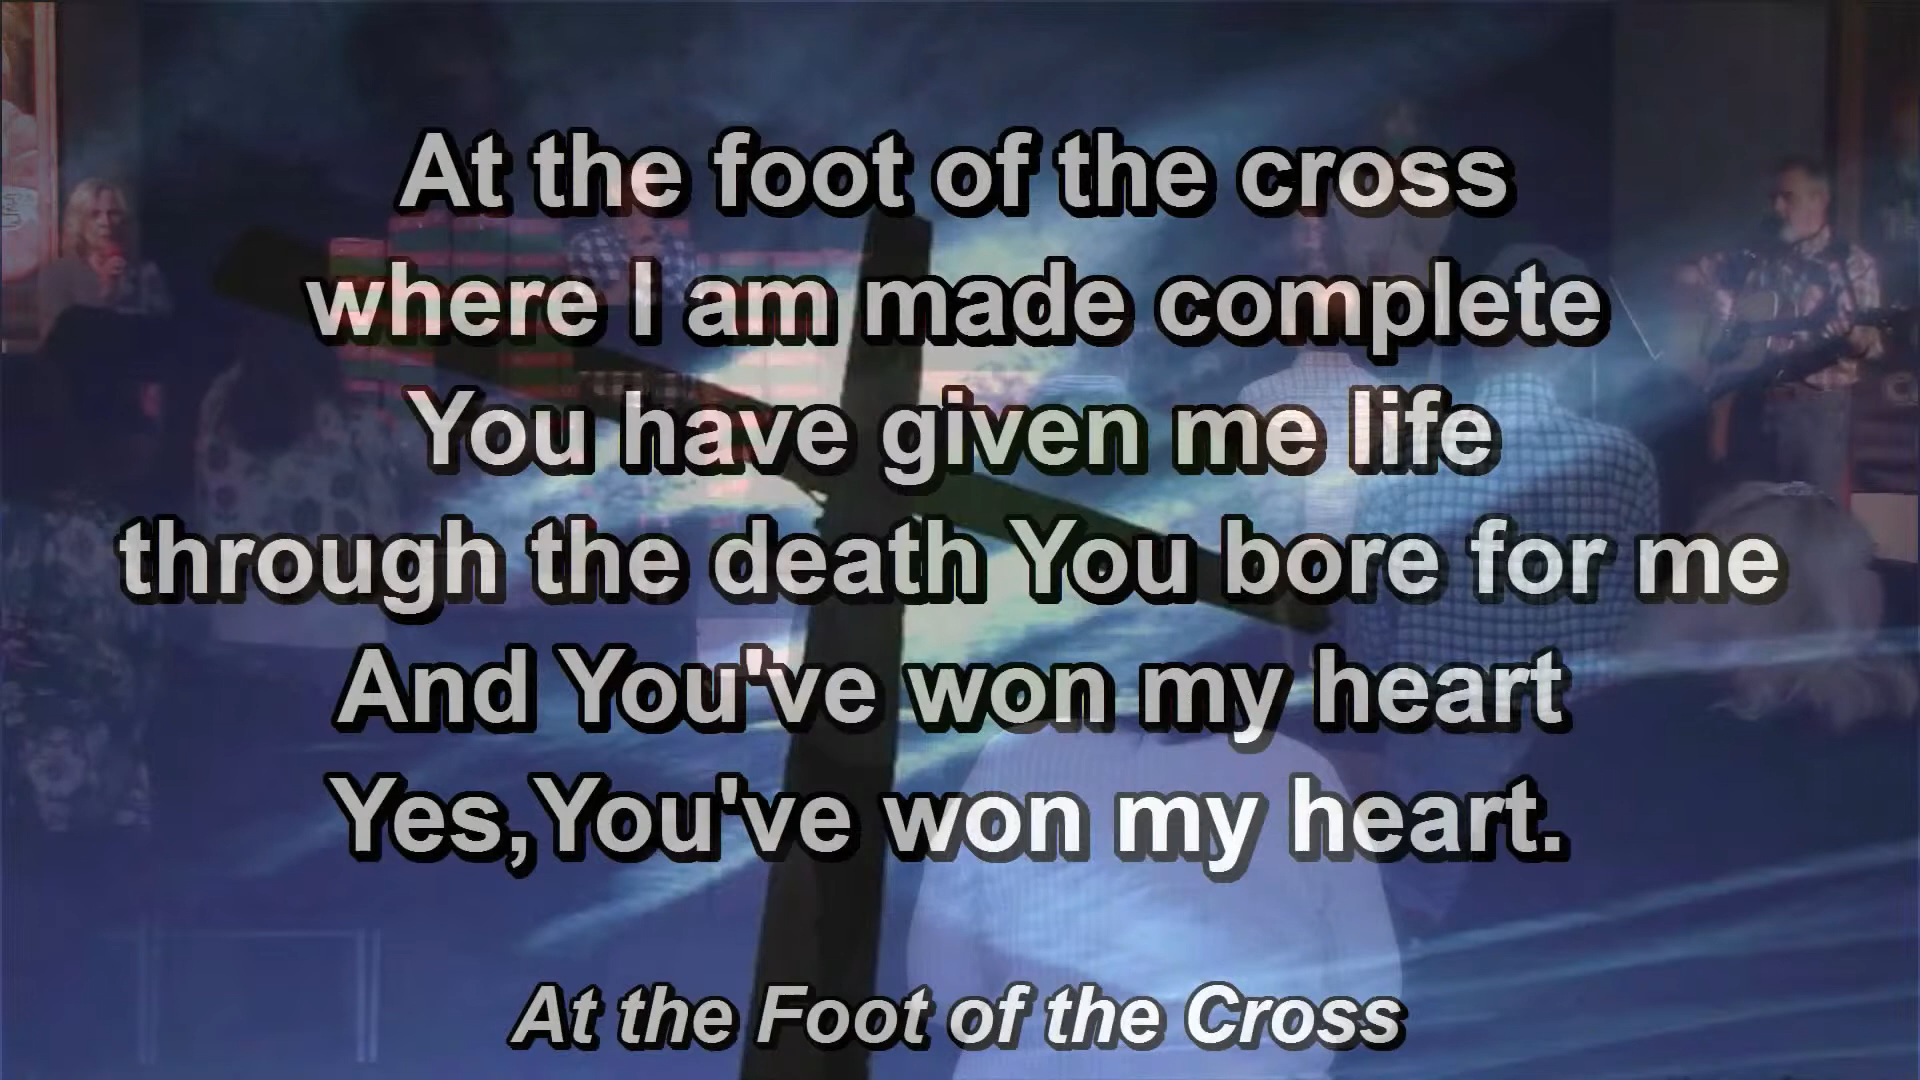 At the foot of the cross
where I am made complete
You have given me life
through the death You bore for me
And You've won my heart
Yes,You've won my heart.
At the Foot of the Cross